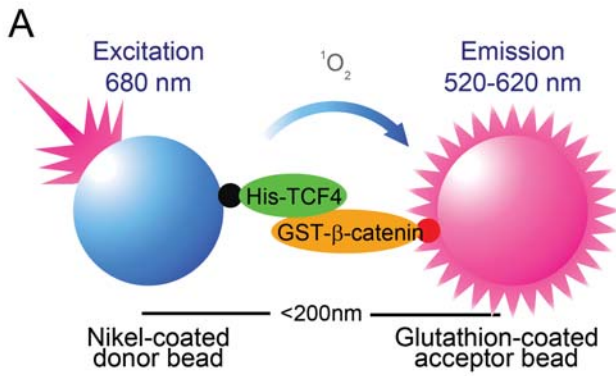 A
Excitation
680 nm
¹O₂
Emission
520-620 nm
His-TCF4
GST-β-catenin
<200nm
Nikel-coated
donor bead
Glutathion-coated
acceptor bead